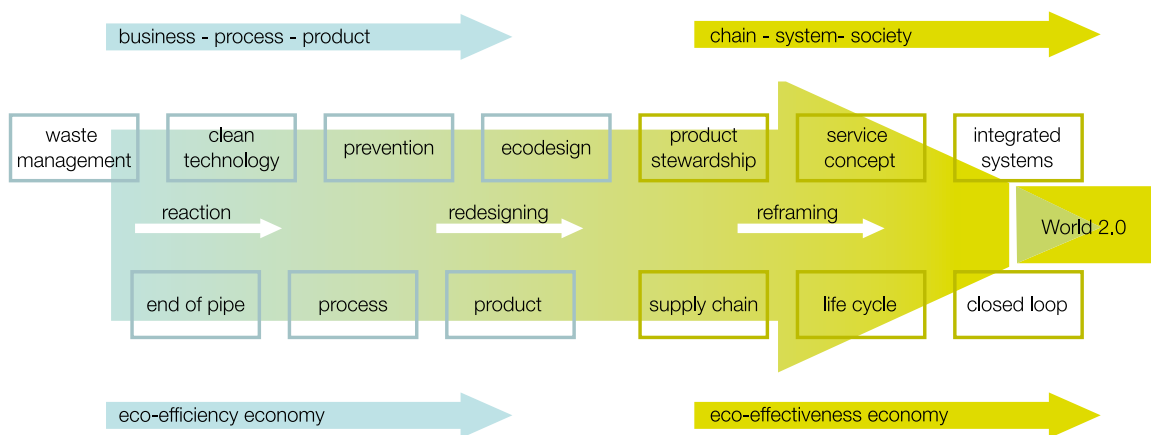 business - process - product
chain - system- society
waste
management
clean
technology
prevention
ecodesign
product
stewardship
service
concept
integrated
systems
reaction
redesigning
reframing
World 2.0
end of pipe
process
product
supply chain
life cycle
closed loop
eco-efficiency economy
eco-effectiveness economy